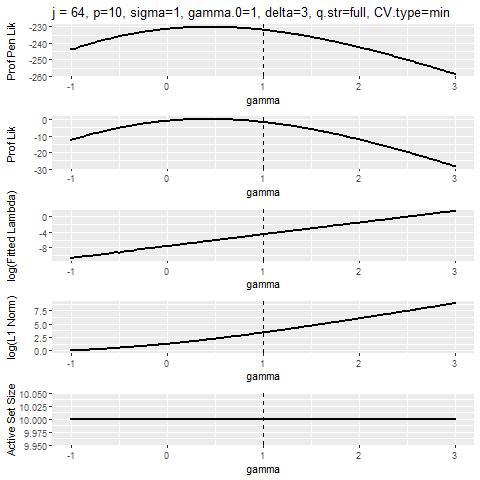 j = 64, p=10, sigma=1, gamma.0=1, delta=3, q.str=full, CV.type=min
Prof Pen Lik
-230
-240
-250
-260
-1 0 1 2 3
gamma
Prof Lik
0
-10
-20
-30
-1 0 1 2 3
gamma
log(Fitted Lambda)
0
-4
-8
-1 0 1 2 3
gamma
log(L1 Norm)
7.5
5.0
2.5
0.0
-1 0 1 2 3
gamma
Active Set Size
10.050
10.025
10.000
9.975
9.950
-1 0 1 2 3
gamma